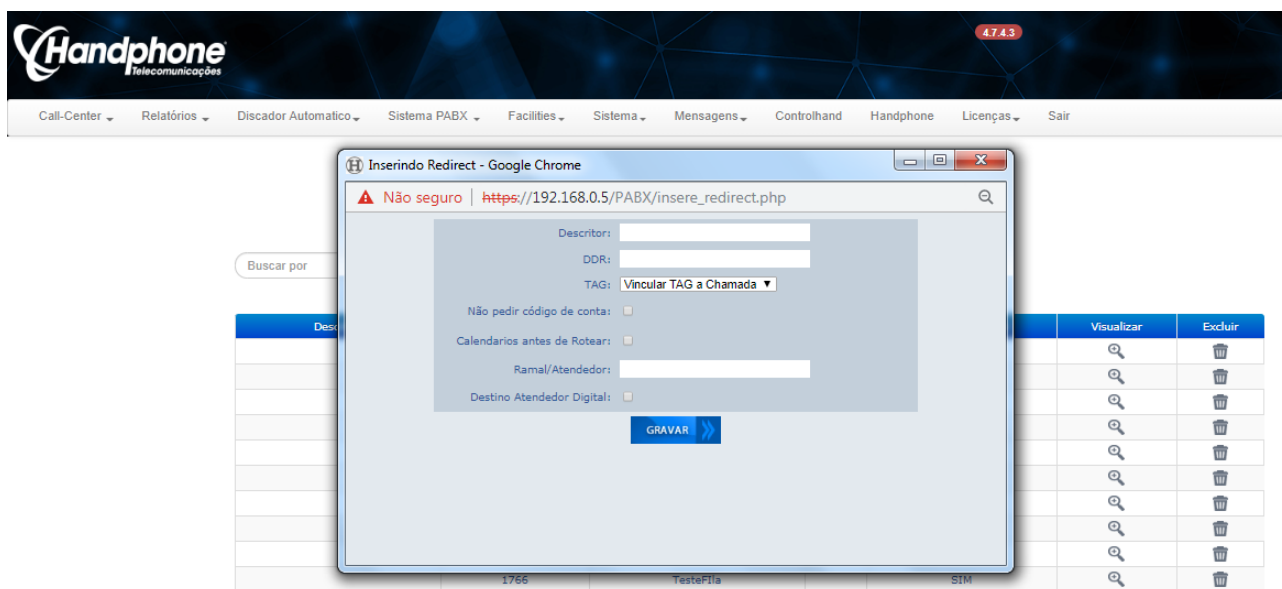 Handphone
Telecomunicações
4.7.4.3
Call-Center Relatórios Discador Automatico Sistema PABX Facilities Sistema Mensagens Controlhand Handphone Licenças Sair
Inserindo Redirect - Google Chrome
Não seguro | https://192.168.0.5/PABX/insere_redirect.php
Descritor:
DDR:
TAG: Vincular TAG a Chamada
Não pedir código de conta:
Calendarios antes de Rotear:
Ramal/Atendedor:
Destino Atendedor Digital:
GRAVAR
Buscar por
Desc Visualizar Excluir
1766 TesteFIla SIM